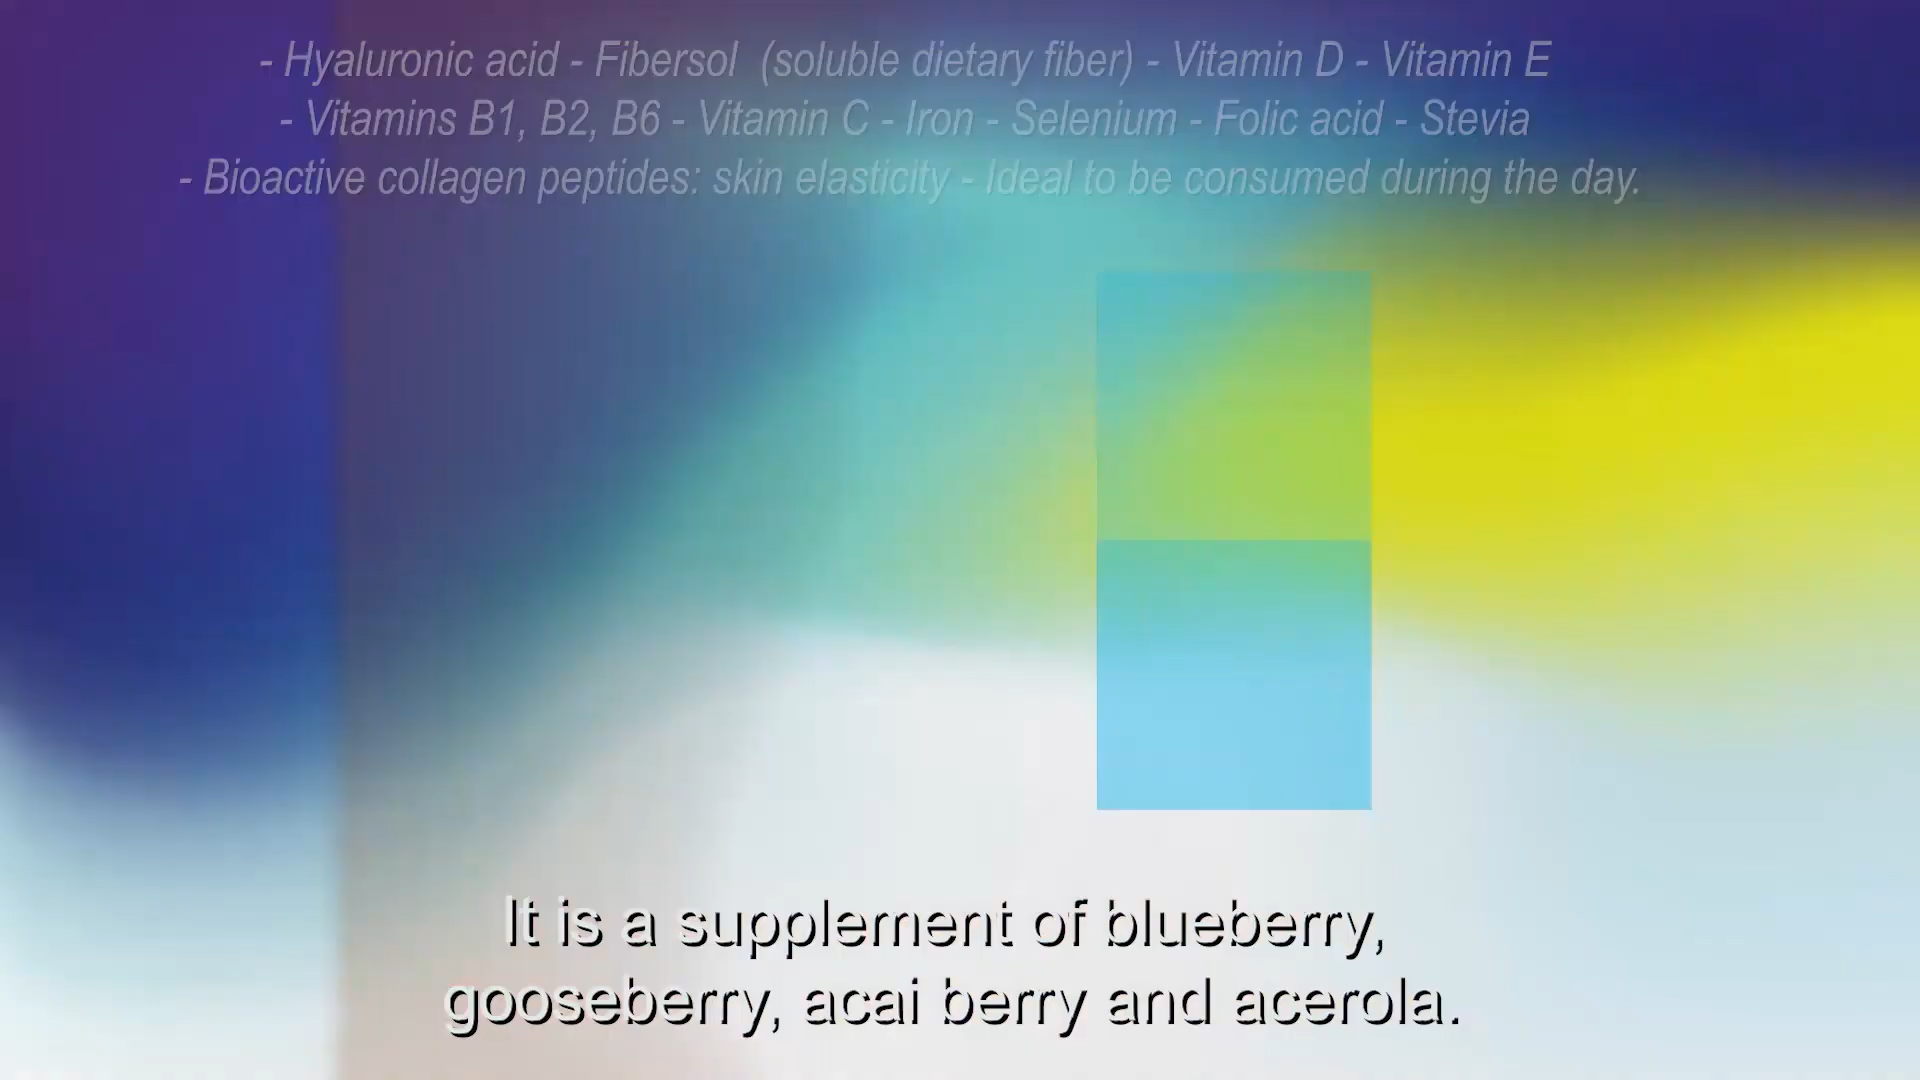 - Hyaluronic acid - Fibersol (soluble dietary fiber) - Vitamin D - Vitamin E
- Vitamins B1, B2, B6 - Vitamin C - Iron - Selenium - Folic acid - Stevia
- Bioactive collagen peptides: skin elasticity - Ideal to be consumed during the day.
It is a supplement of blueberry,
gooseberry, acai berry and acerola.